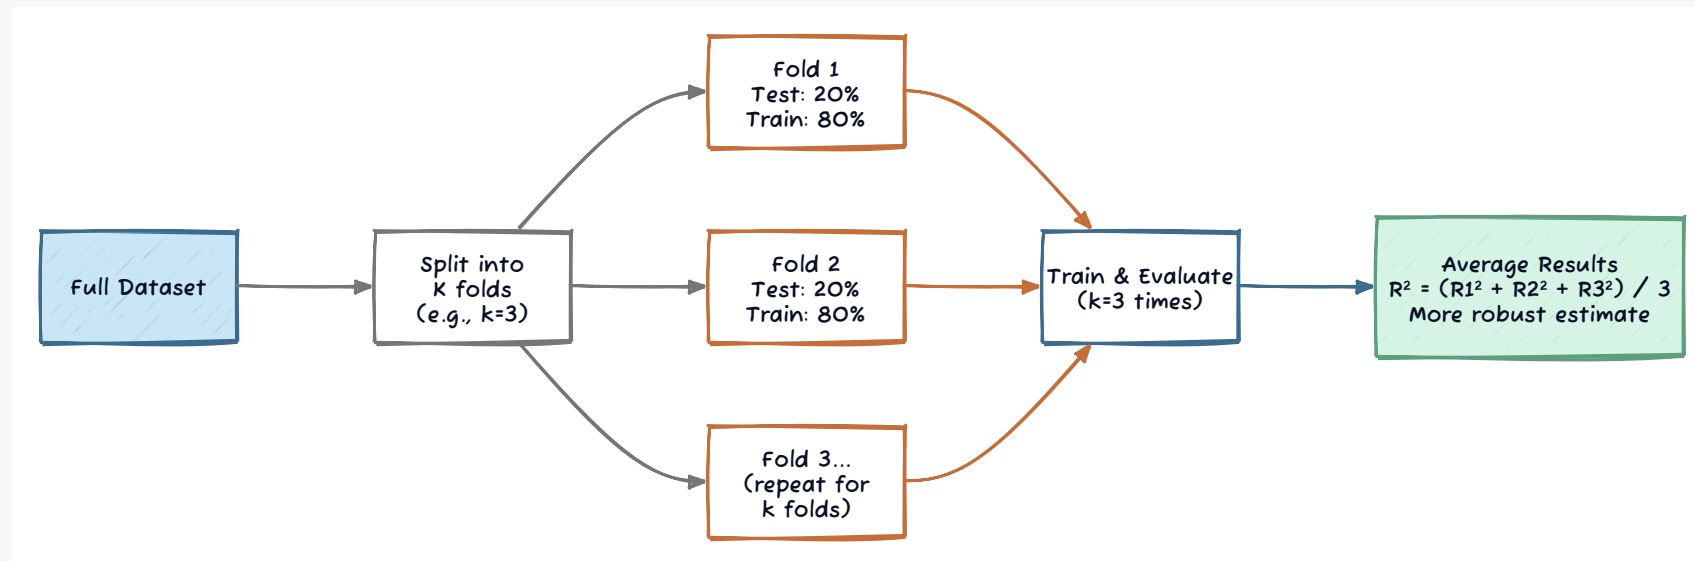 Full Dataset
Split into
K folds
(e.g., k=3)
Fold 1
Test: 20%
Train: 80%
Fold 2
Test: 20%
Train: 80%
Fold 3...
(repeat for
k folds)
Train & Evaluate
(k=3 times)
Average Results
R² = (R1² + R2² + R3²) / 3
More robust estimate